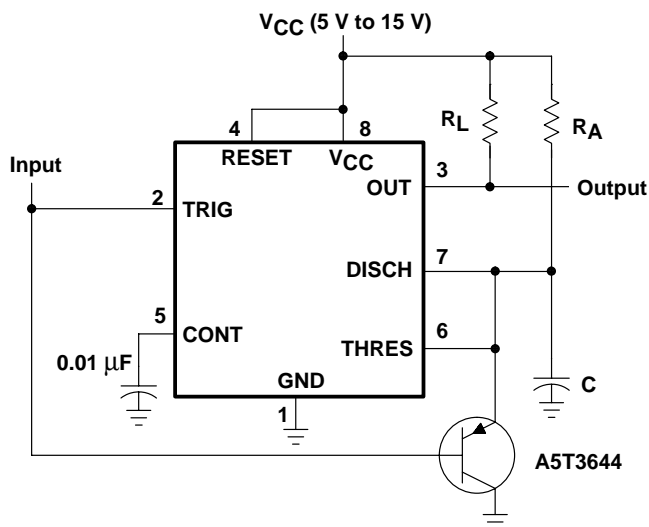 VCC (5 V to 15 V)
4
8
RL
RA
RESET
VCC
Input
3
OUT
Output
2
TRIG
7
DISCH
5
CONT
6
THRES
0.01 μF
GND
C
1
A5T3644